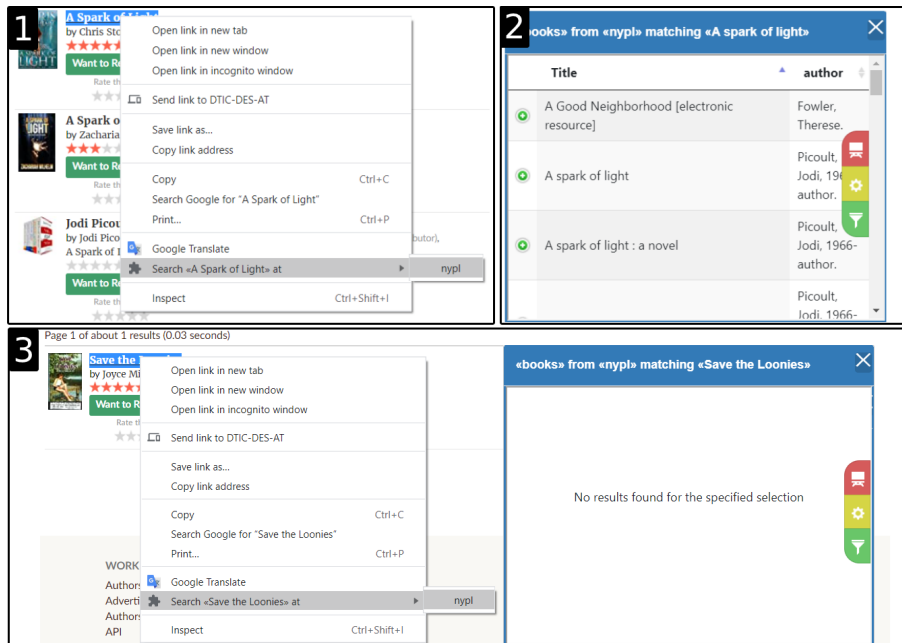 1
A Spark of Light
by Chris Sto
LIGHT
Want to R
Rate th
A Spark o
by Zacharia
Want to R
Rate th
Jodi Picou
by Jodi Pico
butor),
A Spark of I
Want to R
Rate th
Open link in new tab
Open link in new window
Open link in incognito window
Send link to DTIC-DES-AT
Save link as...
Copy link address
Copy Ctrl+C
Search Google for "A Spark of Light"
Print... Ctrl+P
Google Translate
Search «A Spark of Light» at nypl
Inspect Ctrl+Shift+I
2
books» from «nypl» matching «A spark of light»
Title author
A Good Neighborhood [electronic
resource]
Fowler,
Therese.
A spark of light
Picoult,
Jodi, 196
author.
A spark of light : a novel
Picoult,
Jodi, 1966-
author.
Picoult,
Jodi, 1966-
3
Page 1 of about 1 results (0.03 seconds)
Save the
by Joyce Mi
Want to R
Rate t
WORK
Author
Adverti
Authors
API
Open link in new tab
Open link in new window
Open link in incognito window
Send link to DTIC-DES-AT
Save link as...
Copy link address
Copy Ctrl+C
Search Google for "Save the Loonies"
Print... Ctrl+P
Google Translate
Search «Save the Loonies» at nypl
Inspect Ctrl+Shift+I
«books» from «nypl» matching «Save the Loonies»
No results found for the specified selection